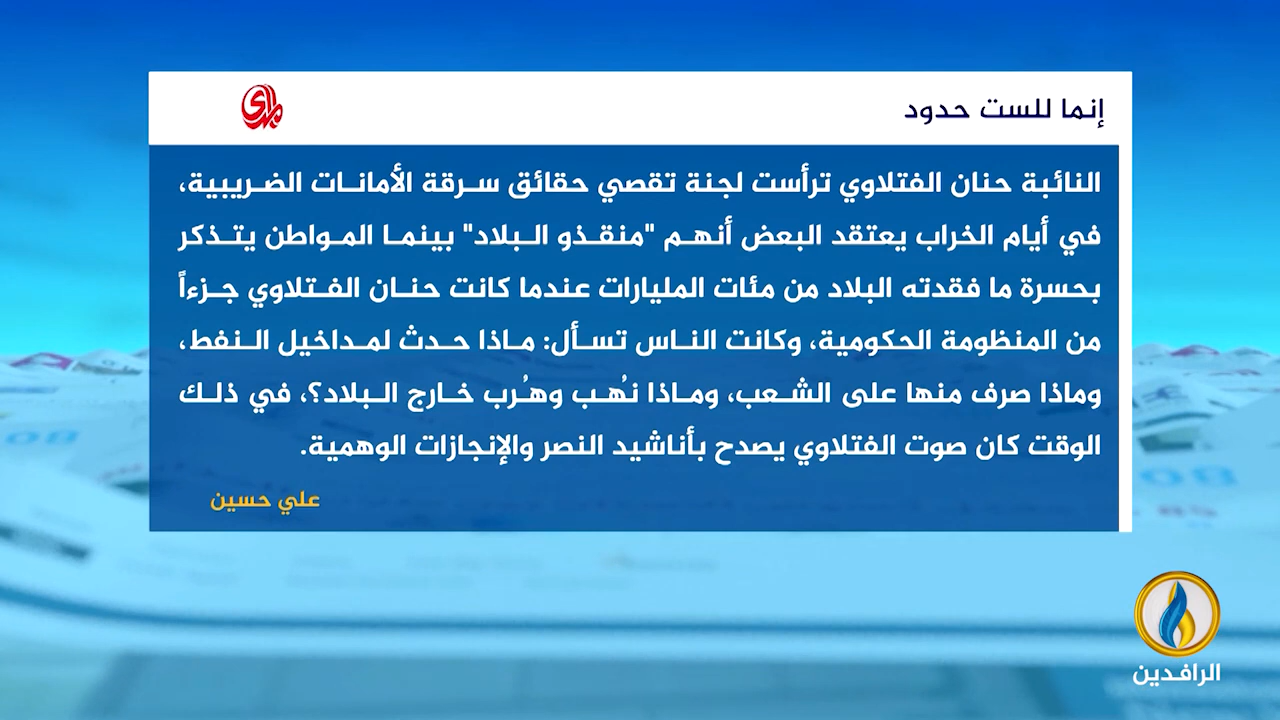 إنما للست حدود
المدى
النائبة حنان الفتلاوي ترأست لجنة تقصي حقائق سرقة الأمانات الضريبية،
في أيام الخراب يعتقد البعض أنهم "منقذو البلاد" بينما المواطن يتذكر
بحسرة ما فقدته البلاد من مئات المليارات عندما كانت حنان الفتلاوي جزءاً
من المنظومة الحكومية، وكانت الناس تسأل: ماذا حدث لمداخيل النفط،
وماذا صرف منها على الشعب، وماذا نُهب وهُرب خارج البلاد؟، في ذلك
الوقت كان صوت الفتلاوي يصدح بأناشيد النصر والإنجازات الوهمية.
علي حسين
الرافدين